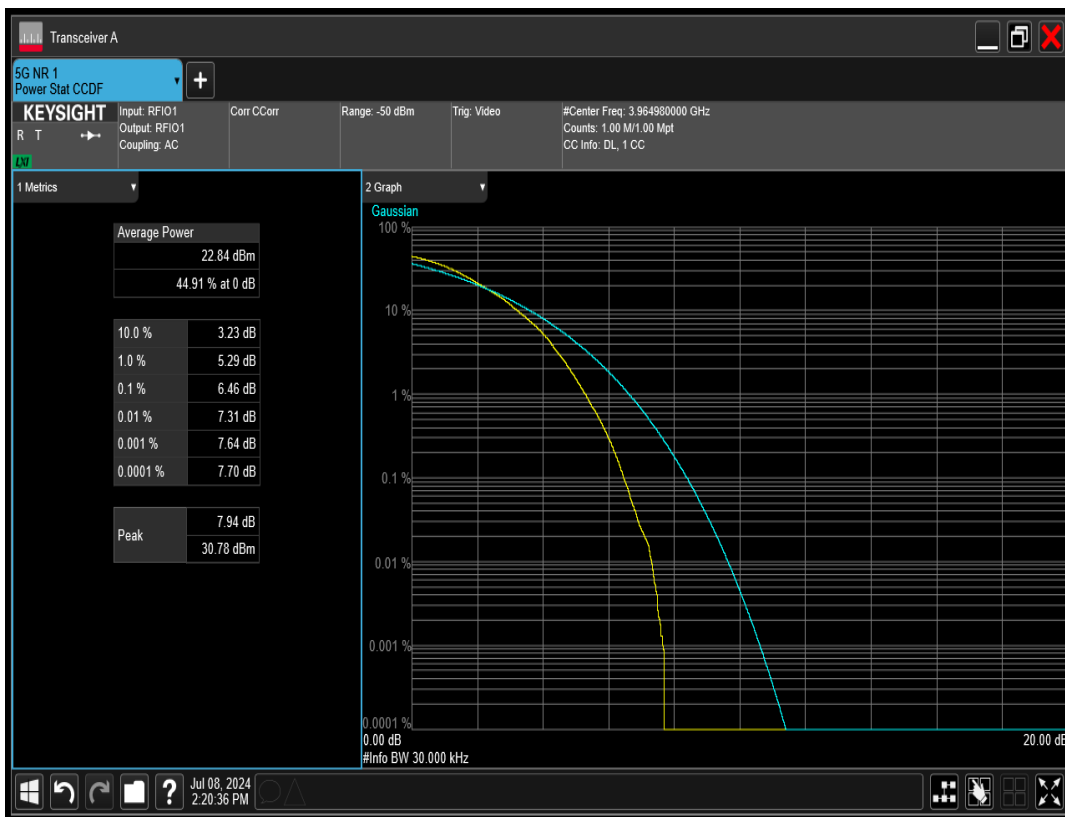 Transceiver A
5G NR 1
Power Stat CCDF
+
KEYSIGHT
R T
LXI
Input: RFIO1
Output: RFIO1
Coupling: AC
Corr CCorr
Range: -50 dBm
Trig: Video
#Center Freq: 3.964980000 GHz
Counts: 1.00 M/1.00 Mpt
CC Info: DL, 1 CC
1 Metrics
Average Power
22.84 dBm
44.91 % at 0 dB
10.0 % 3.23 dB
1.0 % 5.29 dB
0.1 % 6.46 dB
0.01 % 7.31 dB
0.001 % 7.64 dB
0.0001 % 7.70 dB
Peak
7.94 dB
30.78 dBm
2 Graph
Gaussian
100 %
10 %
1 %
0.1 %
0.01 %
0.001 %
0.0001 %
0.00 dB 20.00 dB
#Info BW 30.000 kHz
?
Jul 08, 2024
2:20:36 PM